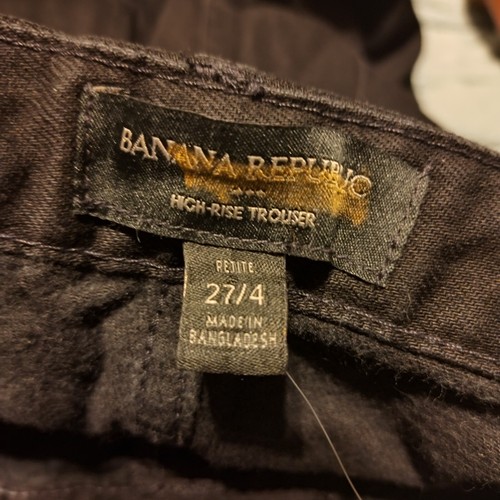 BANANA REPUBLIC
HIGH-RISE TROUSER
PETITE
27/4
MADE IN
BANGLADESH